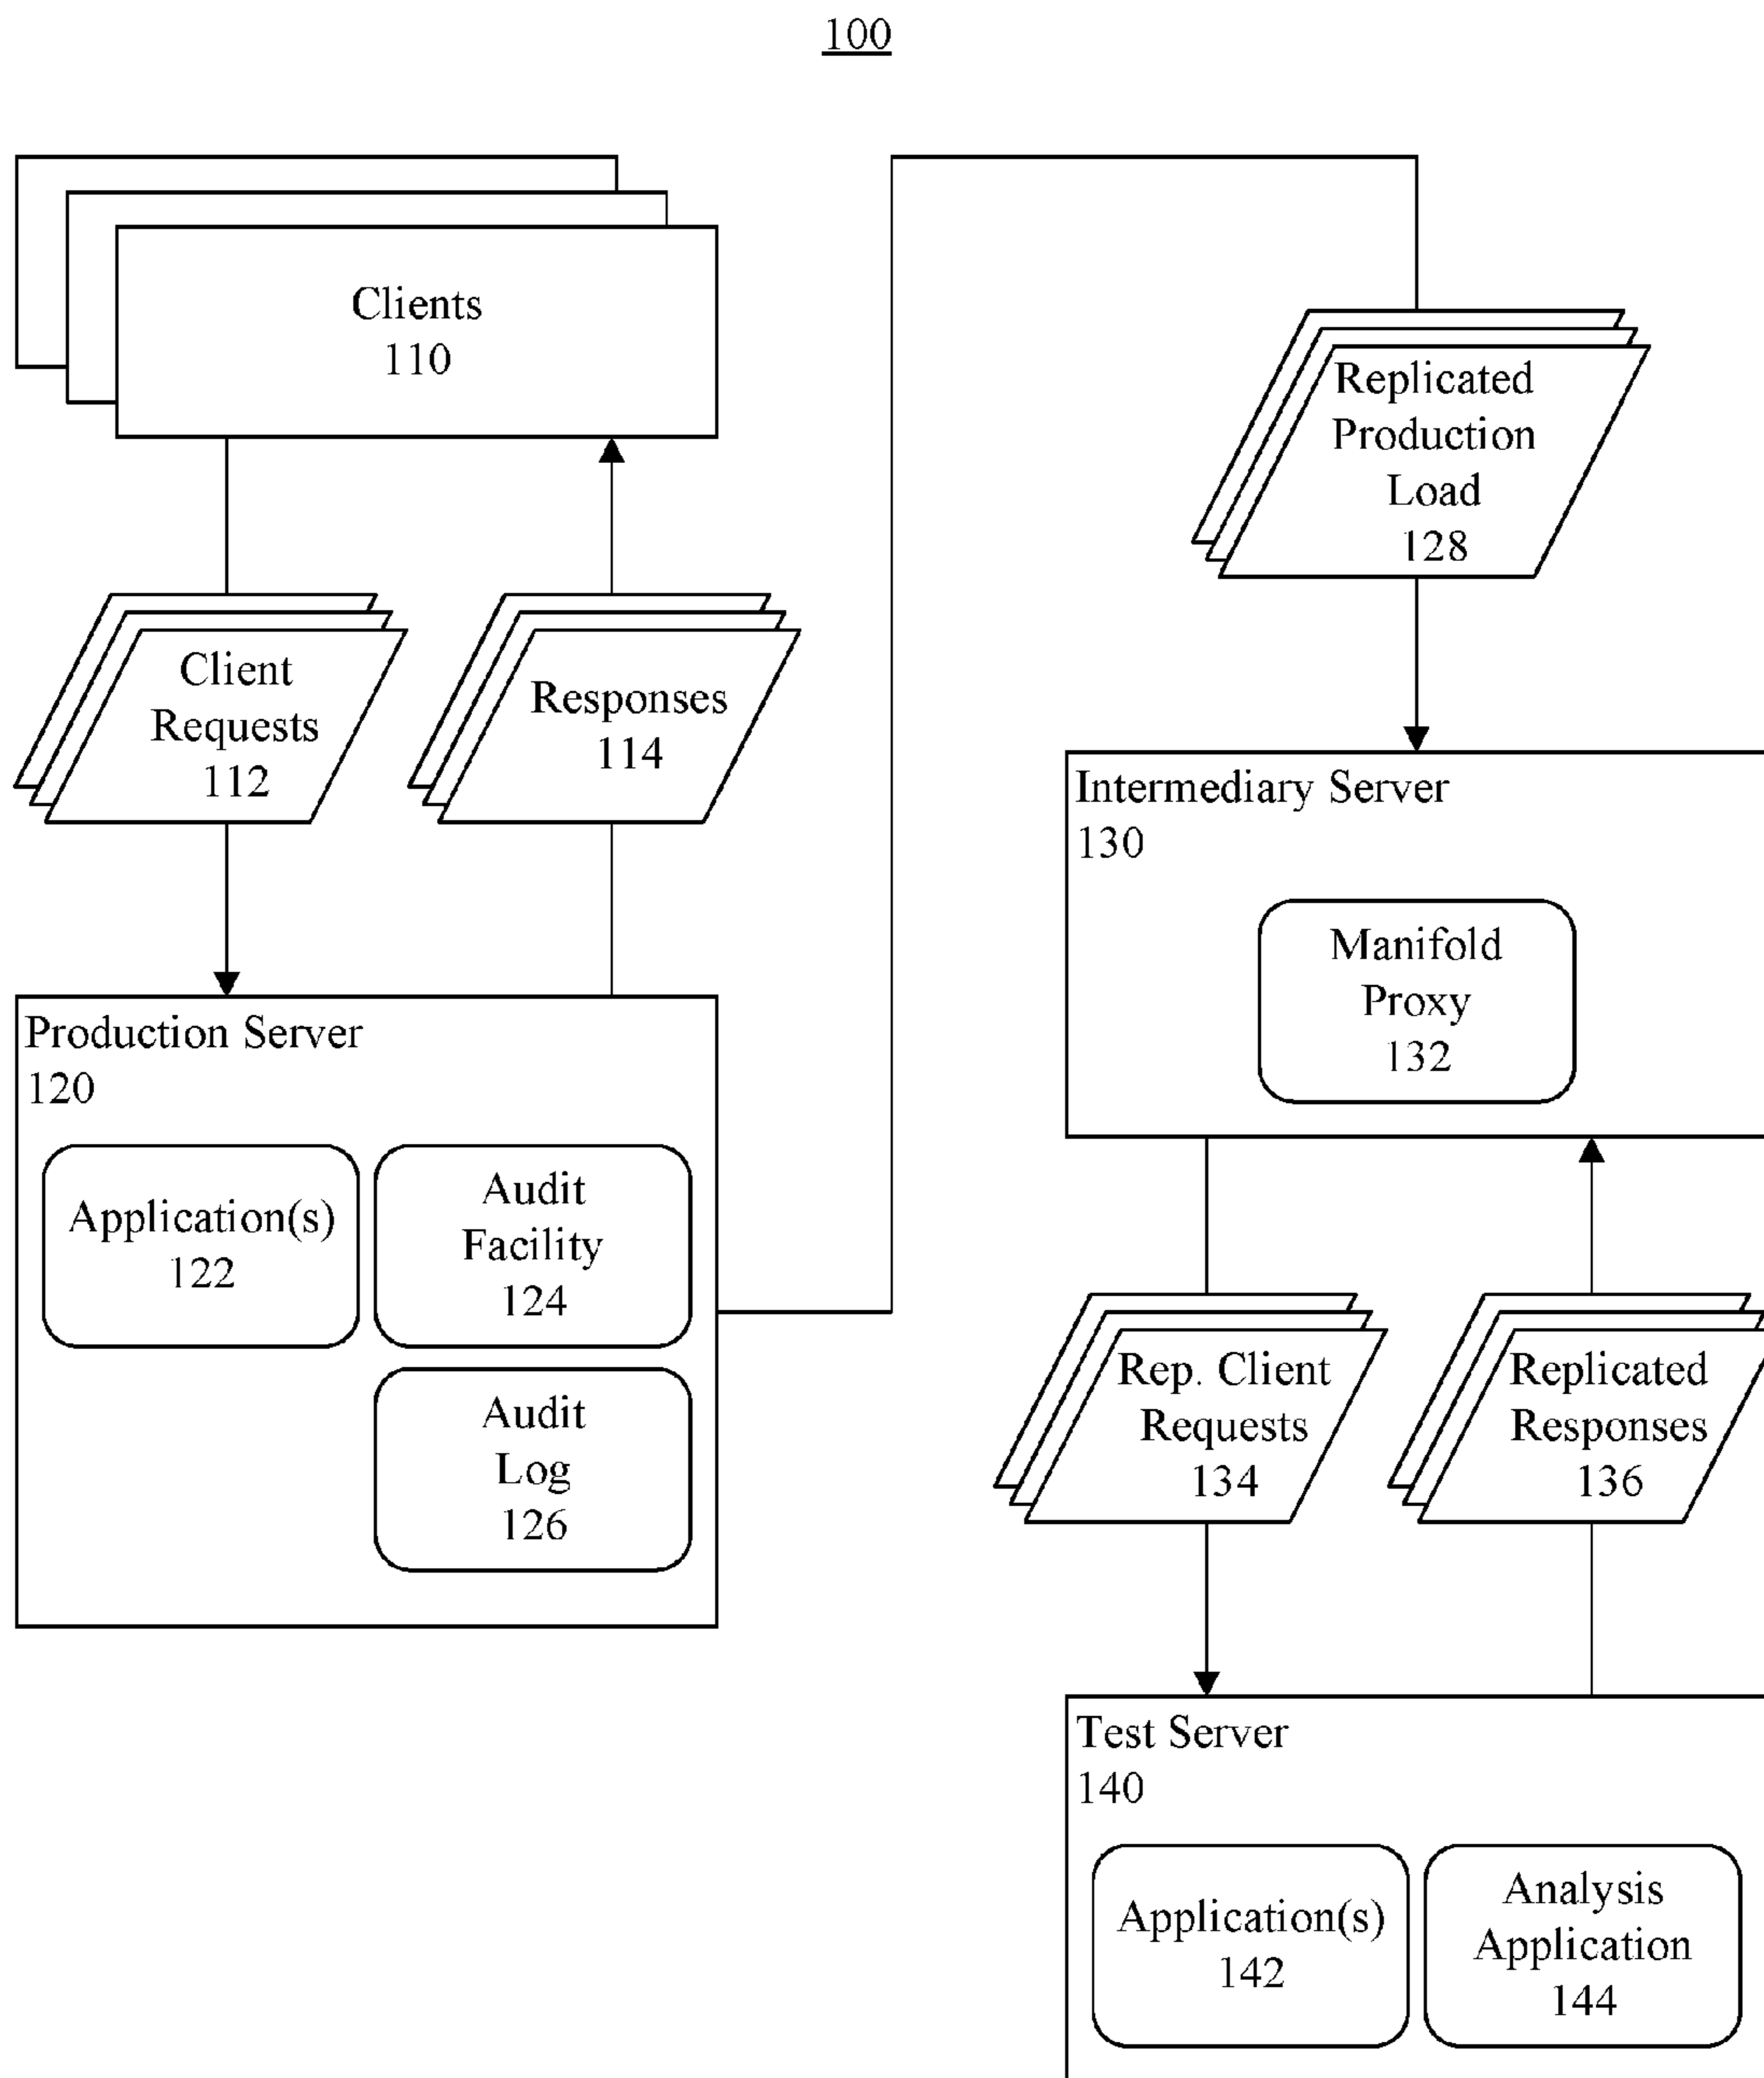 100
Clients
110
Client
Requests
112
Responses
114
Production Server
120
Application(s)
122
Audit
Facility
124
Audit
Log
126
Replicated
Production
Load
128
Intermediary Server
130
Manifold
Proxy
132
Rep. Client
Requests
134
Replicated
Responses
136
Test Server
140
Application(s)
142
Analysis
Application
144